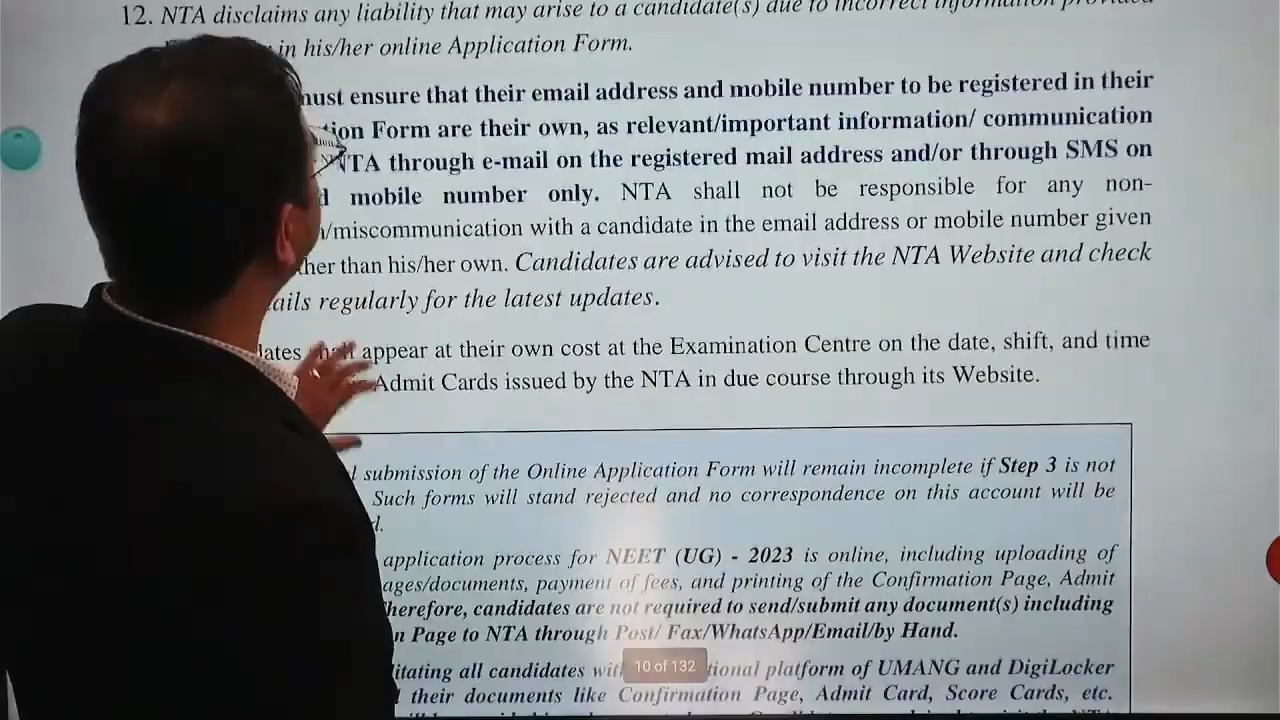 12. NTA disclaims any liability that may arise to a candidate(s) due to incorrect information provided
in his/her online Application Form.
must ensure that their email address and mobile number to be registered in their
ion Form are their own, as relevant/important information/ communication
NTA through e-mail on the registered mail address and/or through SMS on
d mobile number only. NTA shall not be responsible for any non-
/miscommunication with a candidate in the email address or mobile number given
her than his/her own. Candidates are advised to visit the NTA Website and check
ails regularly for the latest updates.
dates shall appear at their own cost at the Examination Centre on the date, shift, and time
Admit Cards issued by the NTA in due course through its Website.
l submission of the Online Application Form will remain incomplete if Step 3 is not
Such forms will stand rejected and no correspondence on this account will be
d.
application process for NEET (UG) - 2023 is online, including uploading of
ages/documents, payment of fees, and printing of the Confirmation Page, Admit
herefore, candidates are not required to send/submit any document(s) including
n Page to NTA through Post/ Fax/WhatsApp/Email/by Hand.
10 of 132
litating all candidates with tional platform of UMANG and DigiLocker
their documents like Confirmation Page, Admit Card, Score Cards, etc.